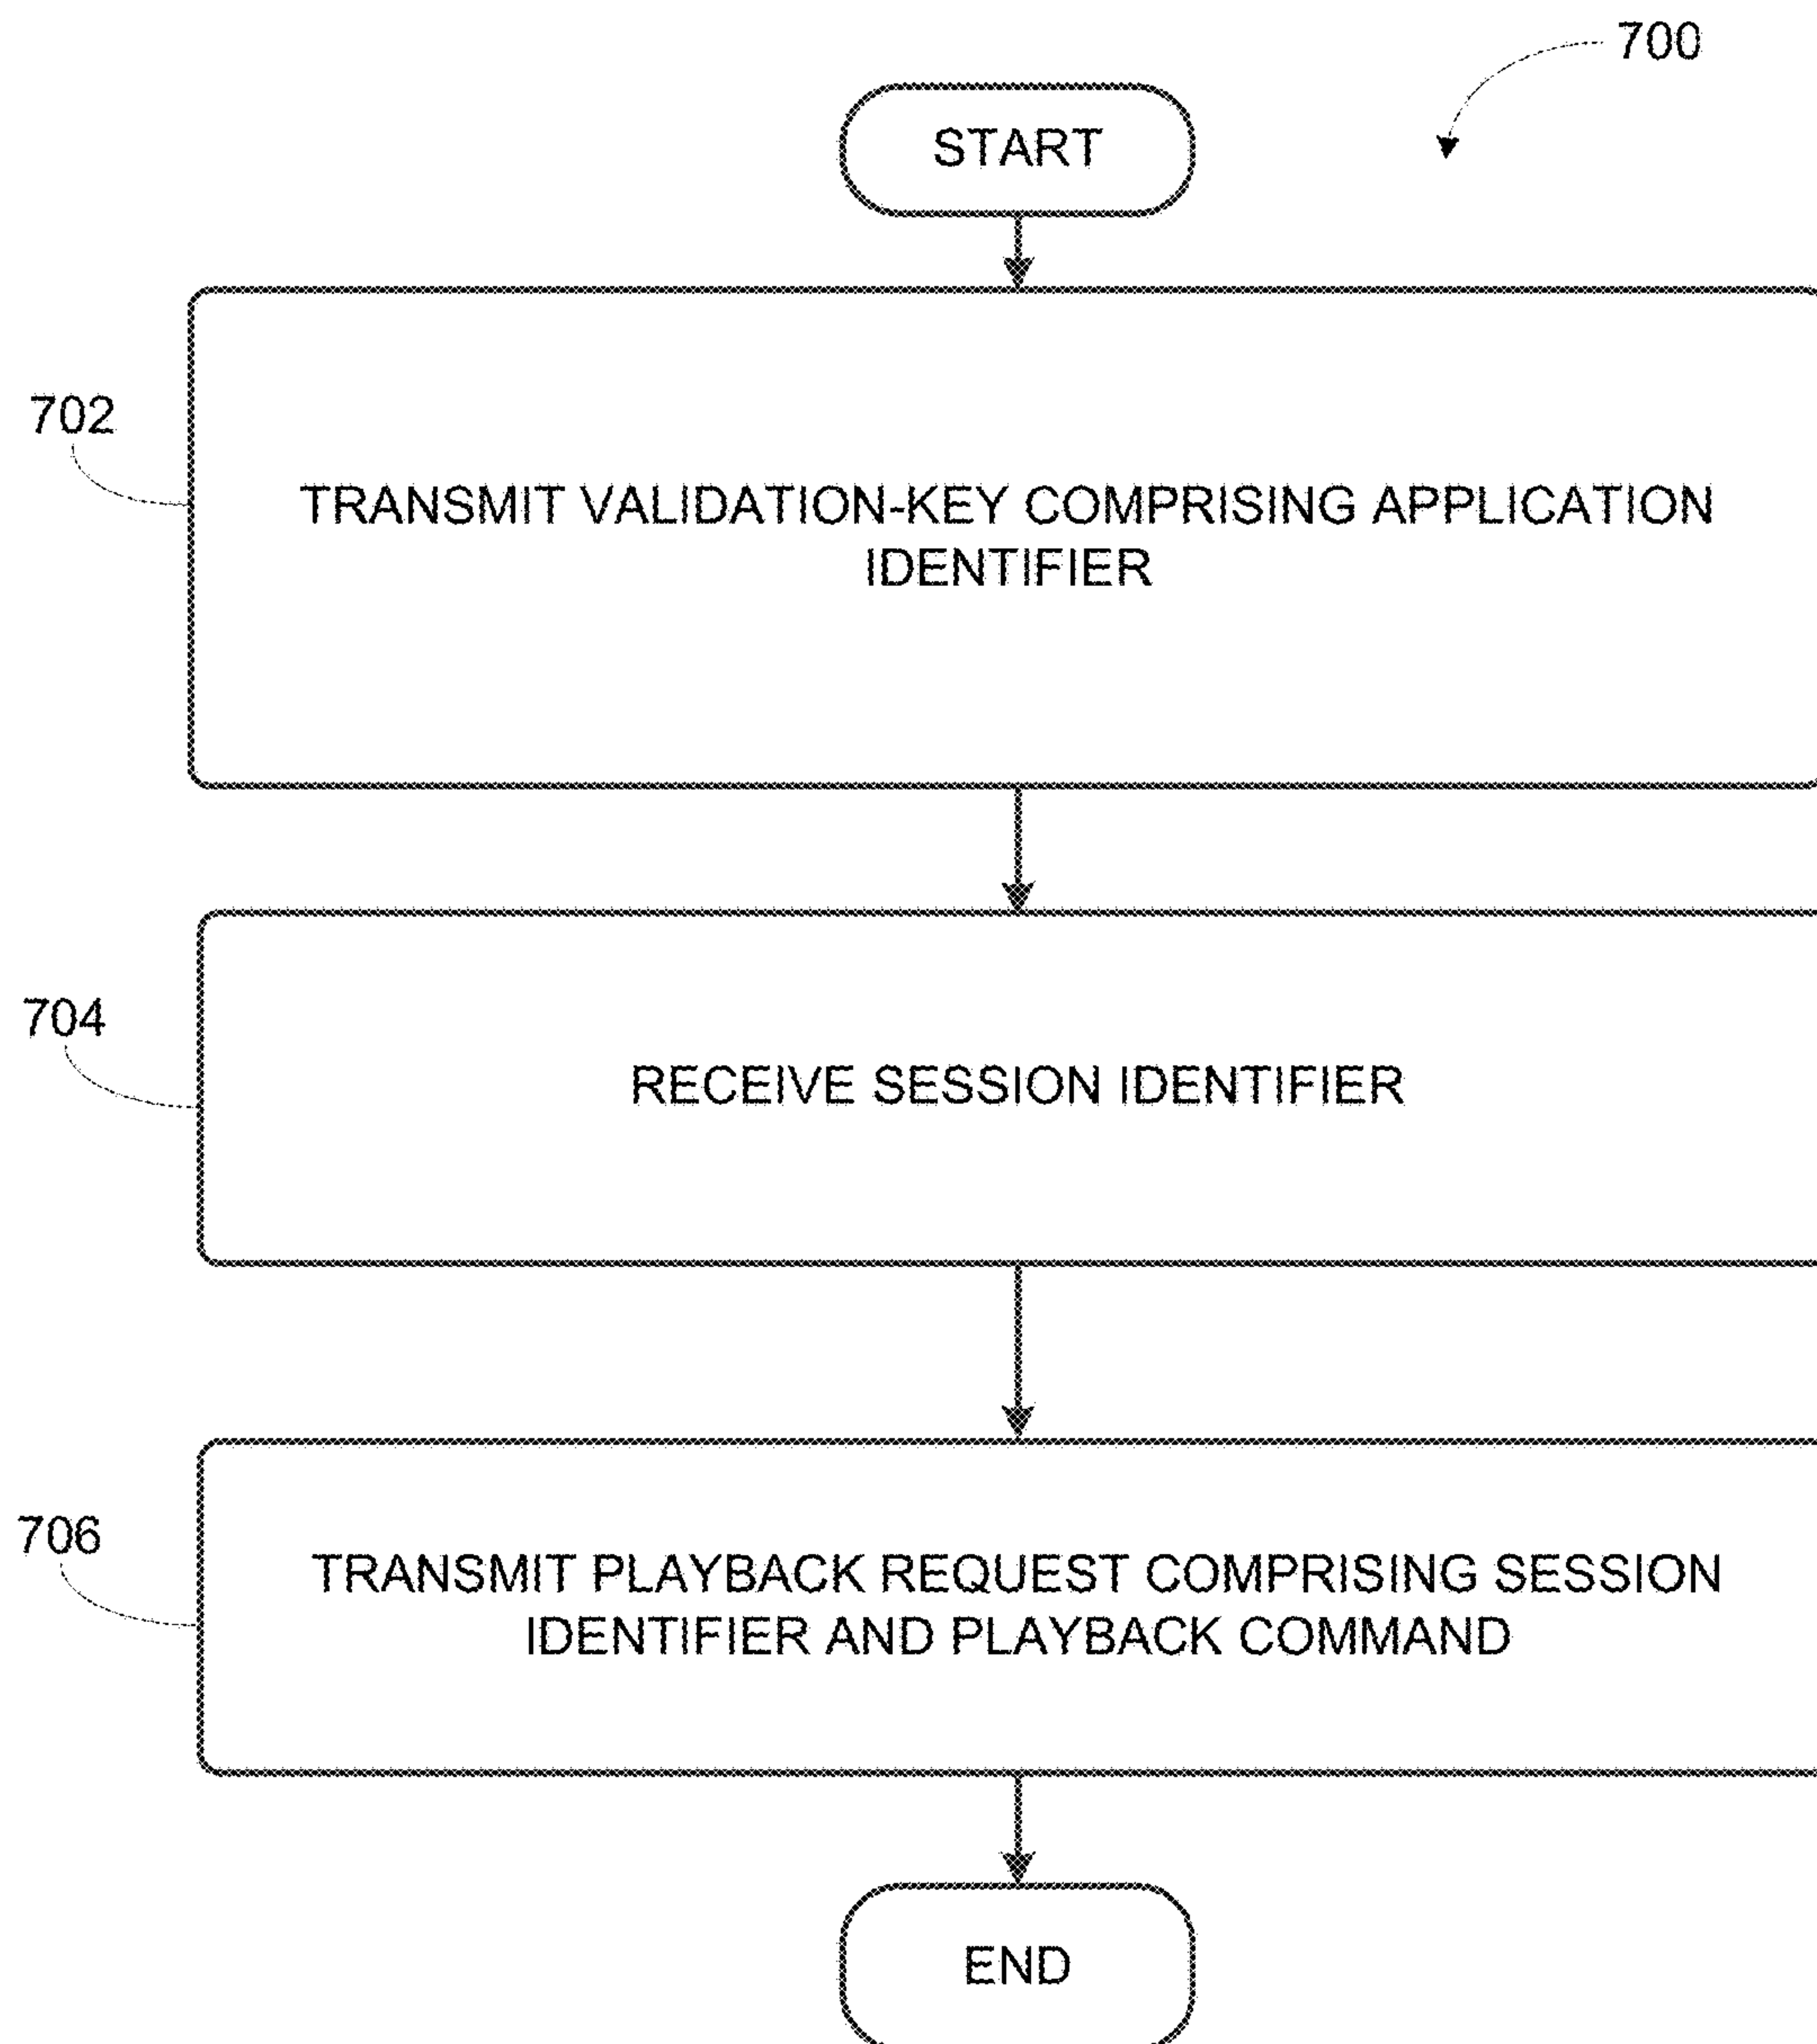 700
START
702
TRANSMIT VALIDATION-KEY COMPRISING APPLICATION
IDENTIFIER
704
RECEIVE SESSION IDENTIFIER
706
TRANSMIT PLAYBACK REQUEST COMPRISING SESSION
IDENTIFIER AND PLAYBACK COMMAND
END